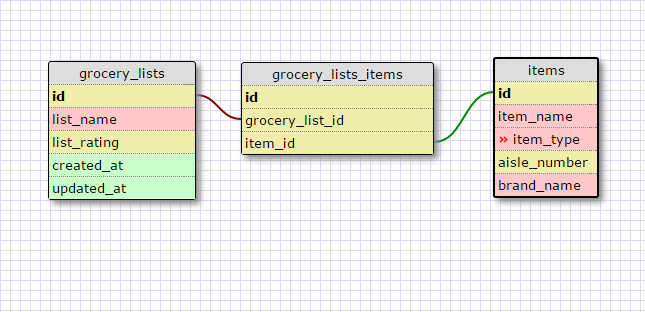 grocery_lists
id
list_name
list_rating
created_at
updated_at
grocery_lists_items
id
grocery_list_id
item_id
items
id
item_name
» item_type
aisle_number
brand_name